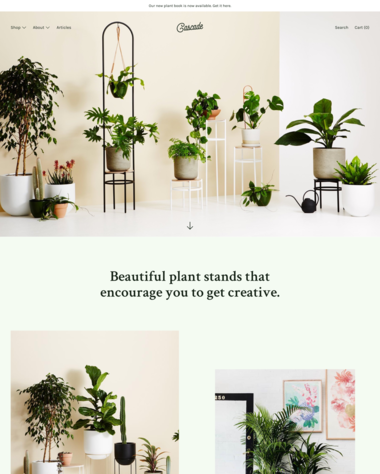 Our new plant book is now available. Get it here.
Shop
About
Articles
Cascade
Search
Cart (0)
Beautiful plant stands that
encourage you to get creative.